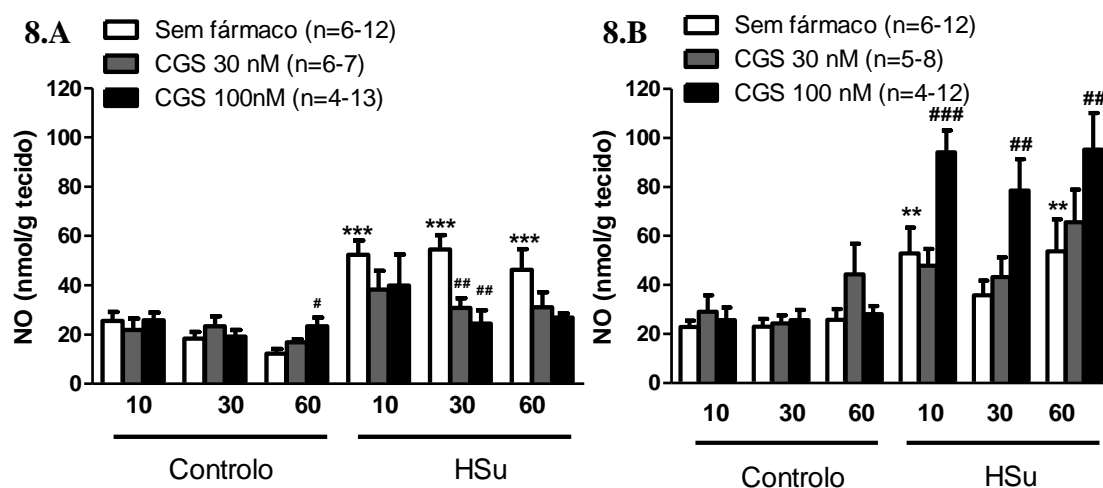 8.A
Sem fármaco (n=6-12)
CGS 30 nM (n=6-7)
CGS 100nM (n=4-13)
NO (nmol/g tecido)
120
100
80
60
40
20
0
#
***
***
##
##
***
10 30 60 10 30 60
Controlo HSu
8.B
Sem fármaco (n=6-12)
CGS 30 nM (n=5-8)
CGS 100 nM (n=4-12)
NO (nmol/g tecido)
120
100
80
60
40
20
0
**
###
##
**
##
10 30 60 10 30 60
Controlo HSu